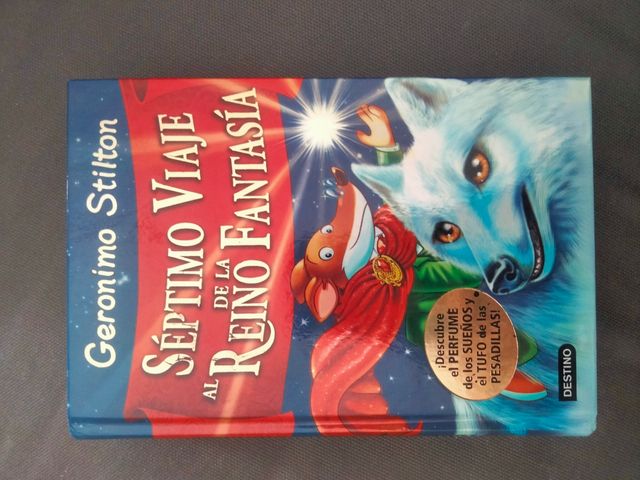 Geronimo Stilton
SÉPTIMO VIAJE
AL REINO DE LA FANTASÍA
¡Descubre
el PERFUME
de los SUEÑOS y
el TUFO de las
PESADILLAS!
DESTINO